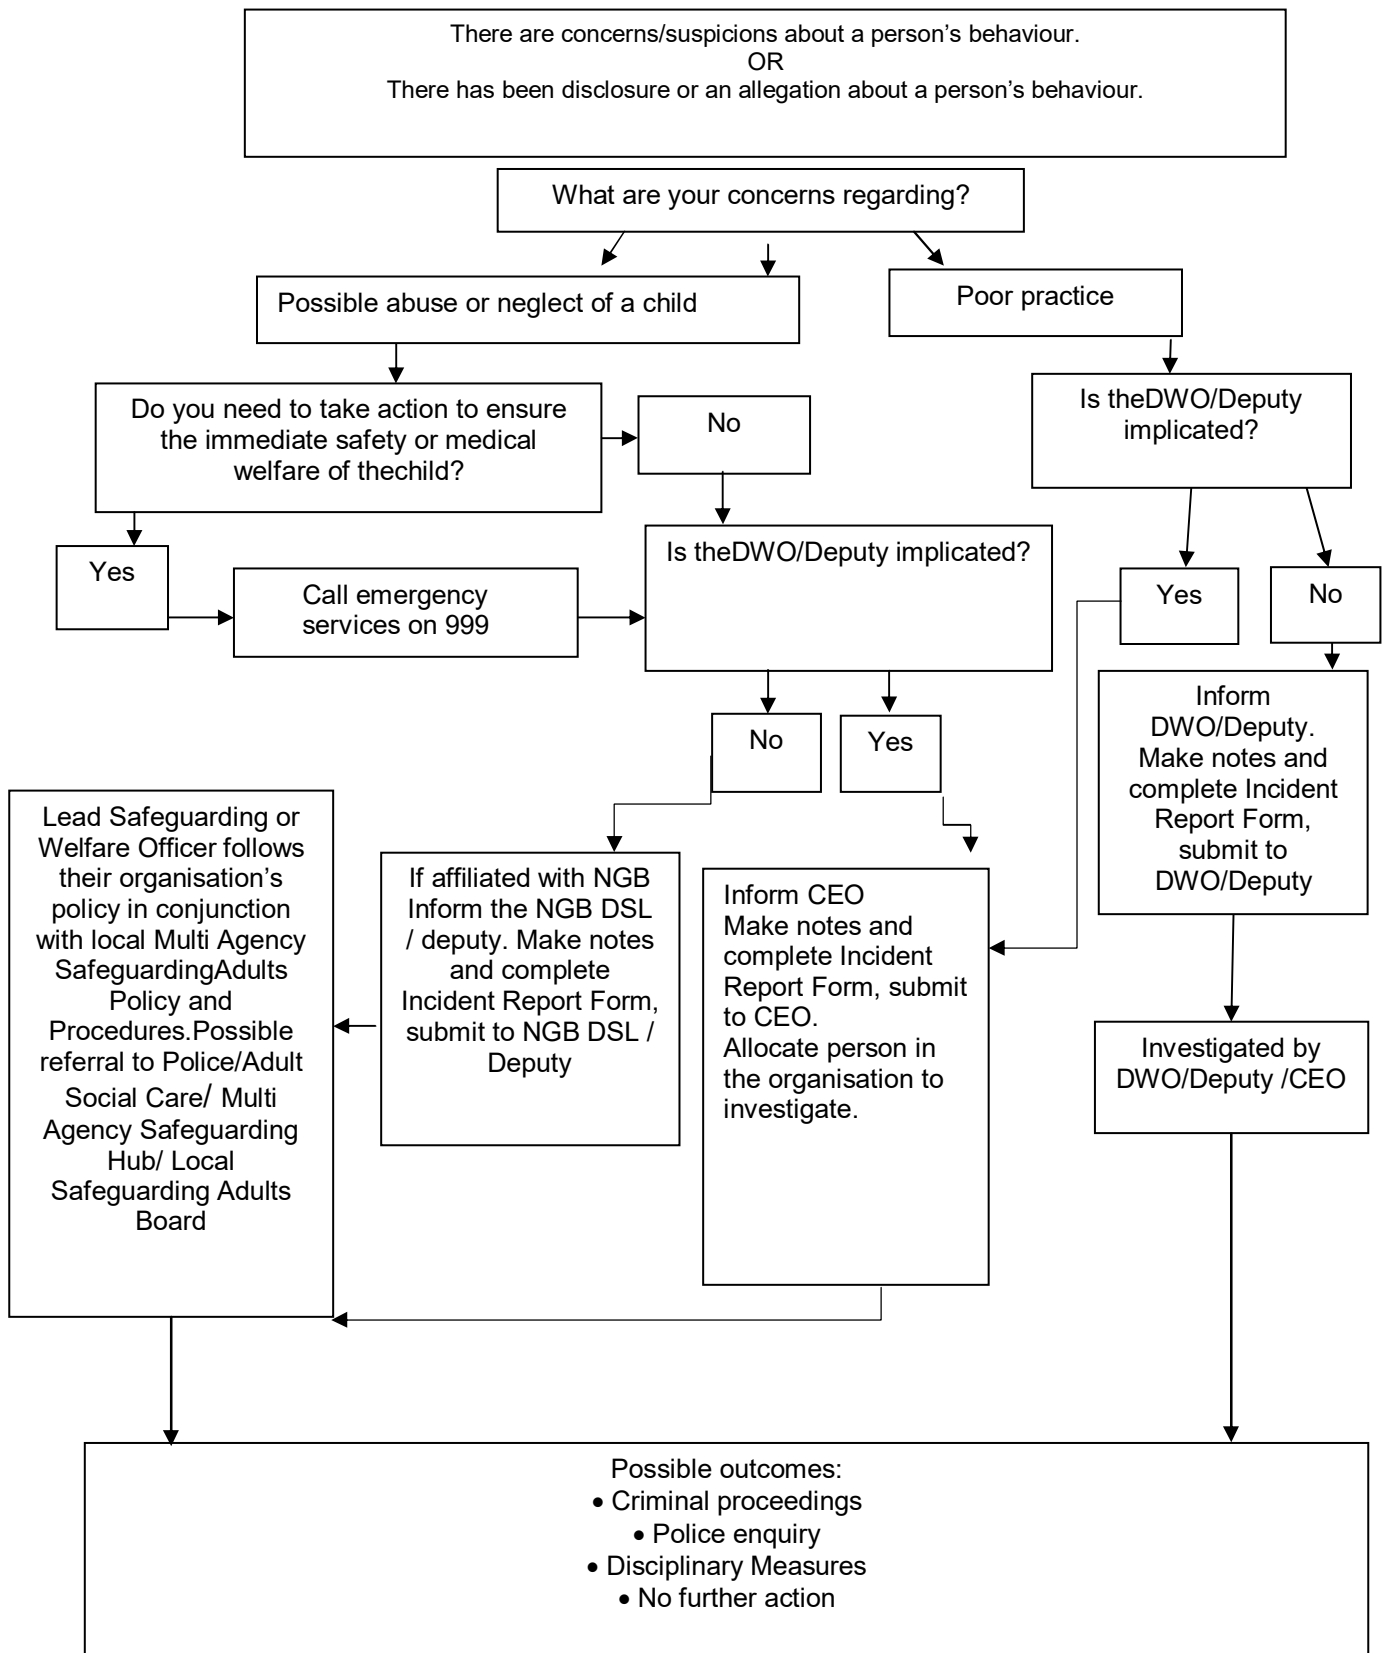 There are concerns/suspicions about a person’s behaviour.
OR
There has been disclosure or an allegation about a person’s behaviour.
What are your concerns regarding?
Possible abuse or neglect of a child
Poor practice
Do you need to take action to ensure
the immediate safety or medical
welfare of thechild?
No
Is theDWO/Deputy
implicated?
Yes
Call emergency
services on 999
Is theDWO/Deputy implicated?
Yes
No
No
Yes
Inform
DWO/Deputy.
Make notes and
complete Incident
Report Form,
submit to
DWO/Deputy
Lead Safeguarding or
Welfare Officer follows
their organisation’s
policy in conjunction
with local Multi Agency
SafeguardingAdults
Policy and
Procedures.Possible
referral to Police/Adult
Social Care/ Multi
Agency Safeguarding
Hub/ Local
Safeguarding Adults
Board
If affiliated with NGB
Inform the NGB DSL
/ deputy. Make notes
and complete
Incident Report Form,
submit to NGB DSL /
Deputy
Inform CEO
Make notes and
complete Incident
Report Form, submit
to CEO.
Allocate person in
the organisation to
investigate.
Investigated by
DWO/Deputy /CEO
Possible outcomes:
• Criminal proceedings
• Police enquiry
• Disciplinary Measures
• No further action